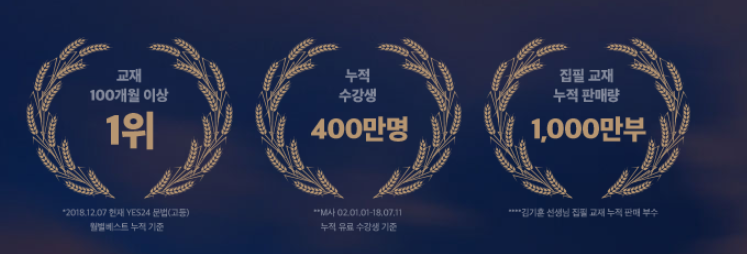 교재
100개월 이상
1위
*2018.12.07 현재 YES24 문법(고등)
월별베스트 누적 기준
누적
수강생
400만명
**M사 02.01.01-18.07.11
누적 유료 수강생 기준
집필 교재
누적 판매량
1,000만부
****김기훈 선생님 집필 교재 누적 판매 부수